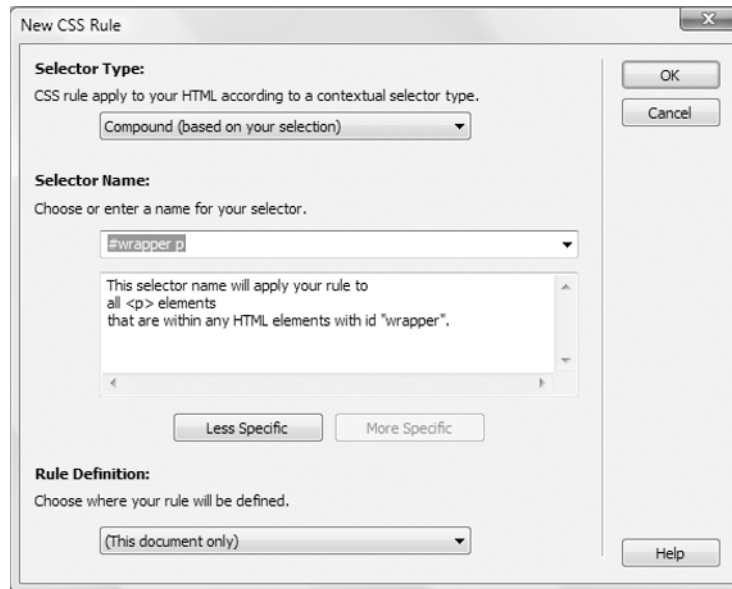 New CSS Rule
Selector Type:
CSS rule apply to your HTML according to a contextual selector type.
Compound (based on your selection)
OK
Cancel
Selector Name:
Choose or enter a name for your selector.
#wrapper p
This selector name will apply your rule to
all <p> elements
that are within any HTML elements with id "wrapper".
Less Specific
More Specific
Rule Definition:
Choose where your rule will be defined.
(This document only)
Help